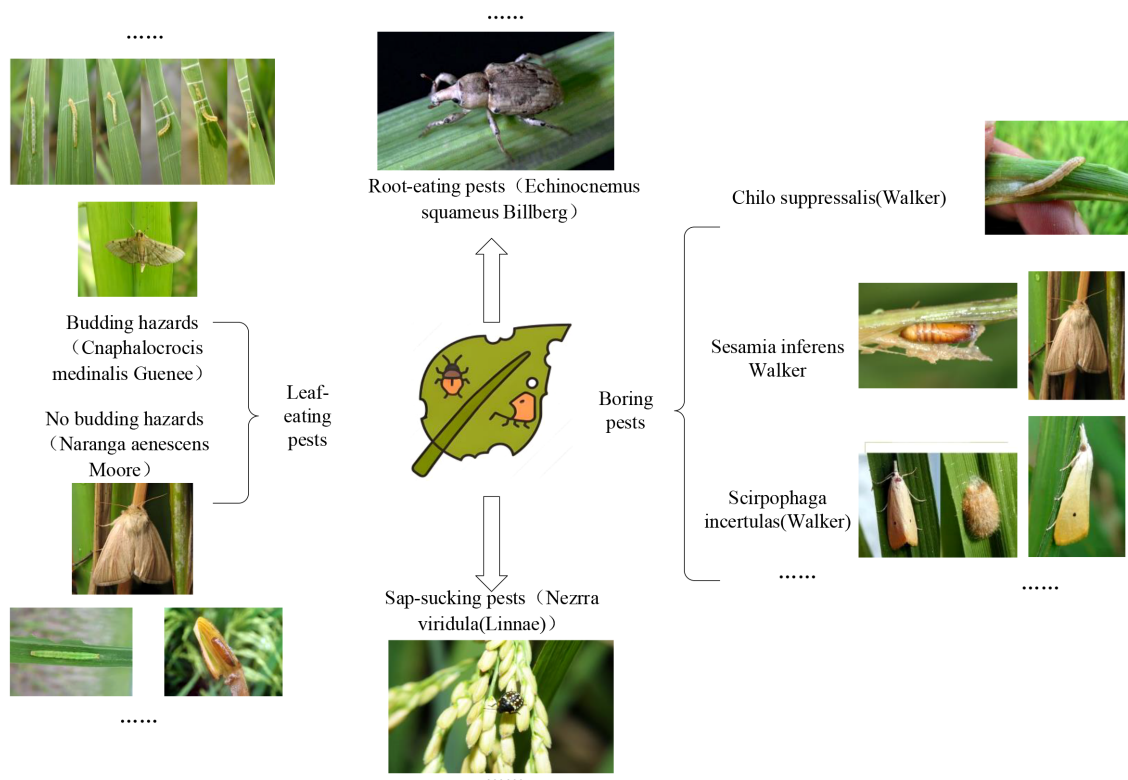 ……
……
Root-eating pests（Echinocnemus
squameus Billberg）
Chilo suppressalis(Walker)
Budding hazards
（Cnaphalocrocis
medinalis Guenee）
No budding hazards
（Naranga aenescens
Moore）
Leaf-
eating
pests
Boring
pests
Sesamia inferens
Walker
Scirpophaga
incertulas(Walker)
……
……
Sap-sucking pests（Nezrra
viridula(Linnae)）
……
……